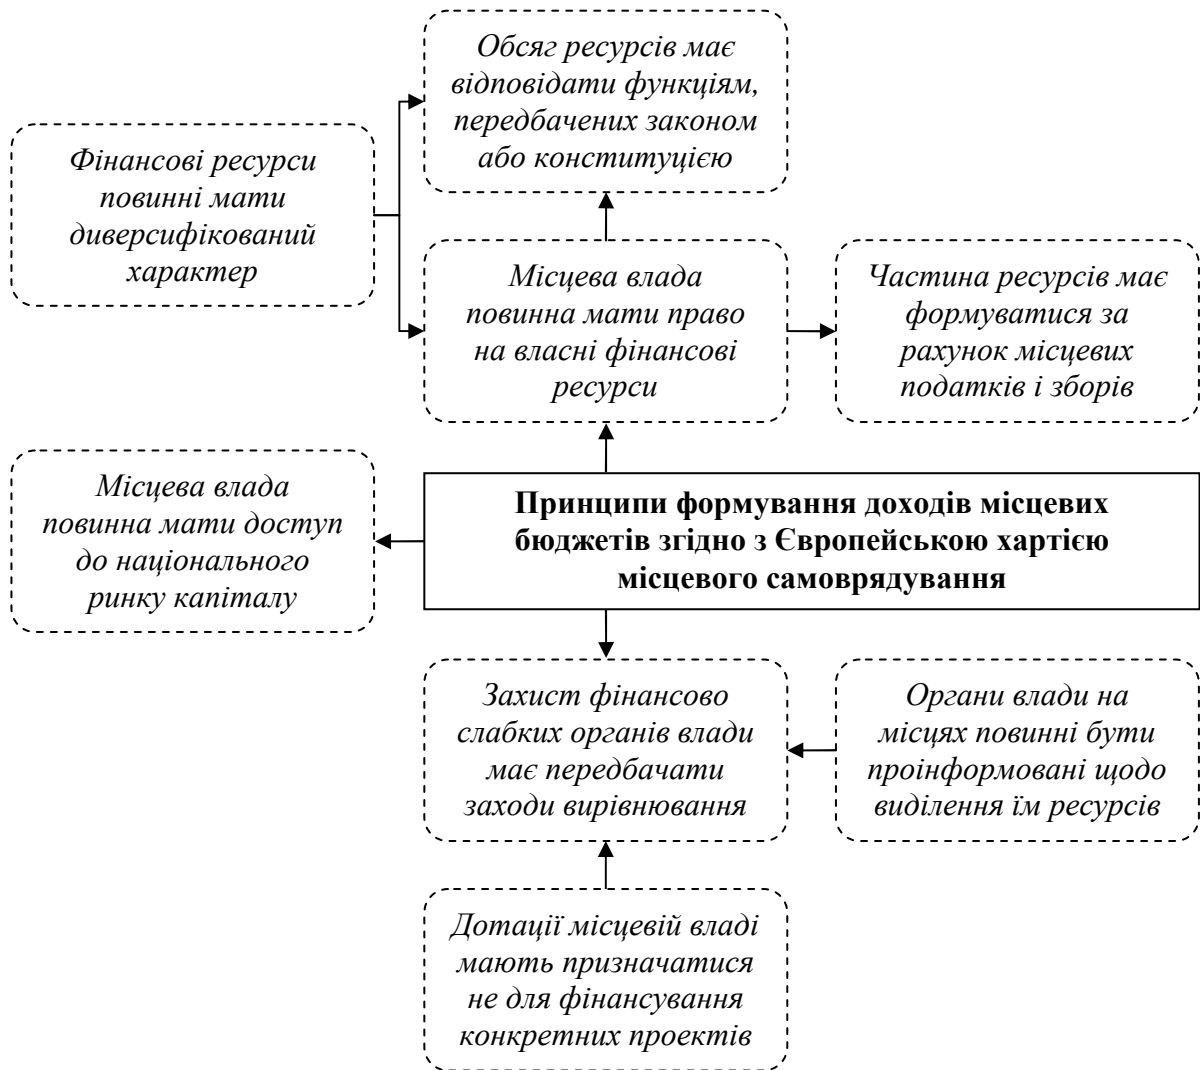 Обсяг ресурсів має
відповідати функціям,
передбачених законом
або конституцією
Фінансові ресурси
повинні мати
диверсифікований
характер
Місцева влада
повинна мати право
на власні фінансові
ресурси
Частина ресурсів має
формуватися за
рахунок місцевих
податків і зборів
Місцева влада
повинна мати доступ
до національного
ринку капіталу
Принципи формування доходів місцевих
бюджетів згідно з Європейською хартією
місцевого самоврядування
Захист фінансово
слабких органів влади
має передбачати
заходи вирівнювання
Органи влади на
місцях повинні бути
проінформовані щодо
виділення їм ресурсів
Дотації місцевій владі
мають призначатися
не для фінансування
конкретних проектів